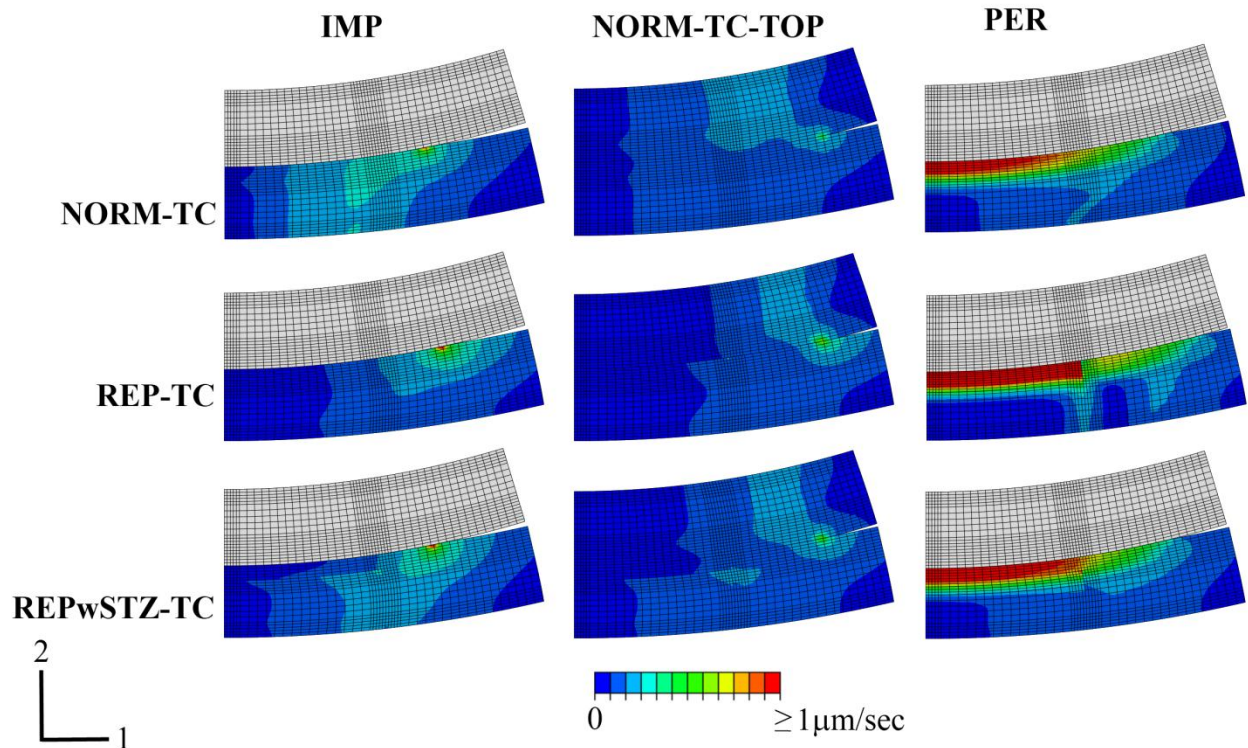 IMP NORM-TC-TOP PER
NORM-TC
REP-TC
REPwSTZ-TC
2
1
0 ≥1μm/sec